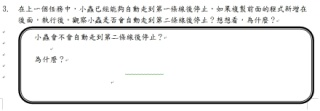 3. 在上一個任務中，小蟲已經能夠自動走到第一條線後停止，如果複製前面的程式新增在
後面，執行後，觀察小蟲是否會自動走到第二條線後停止？想想看，為什麼？
小蟲會不會自動走到第二條線後停止？
為什麼？